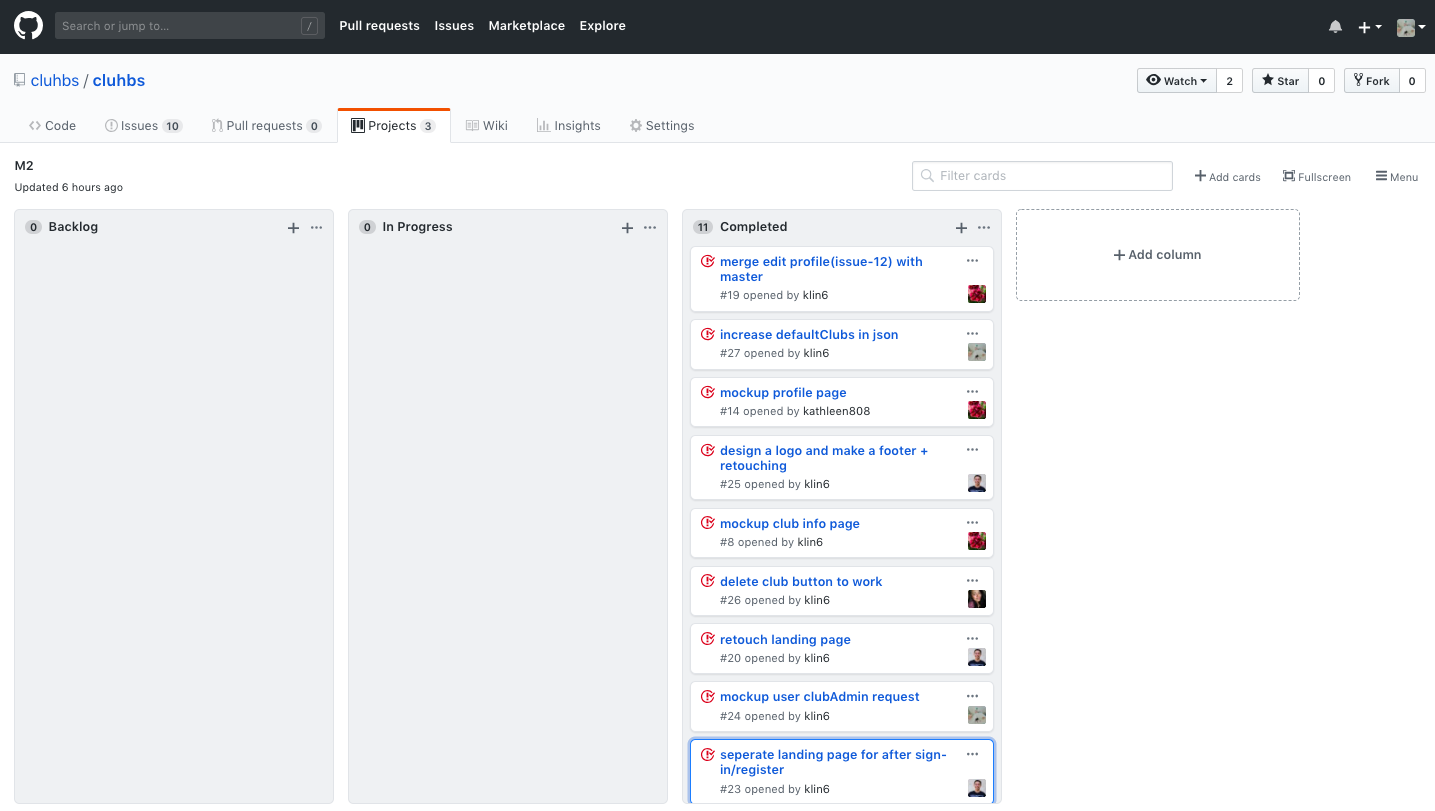 Search or jump to... /
Pull requests Issues Marketplace Explore
cluhbs / cluhbs
Watch 2 Star 0 Fork 0
Code Issues 10 Pull requests 0 Projects 3 Wiki Insights Settings
M2
Updated 6 hours ago
Filter cards
Add cards Fullscreen Menu
0 Backlog
0 In Progress
11 Completed
merge edit profile(issue-12) with
master
#19 opened by klin6
increase defaultClubs in json
#27 opened by klin6
mockup profile page
#14 opened by kathleen808
design a logo and make a footer +
retouching
#25 opened by klin6
mockup club info page
#8 opened by klin6
delete club button to work
#26 opened by klin6
retouch landing page
#20 opened by klin6
mockup user clubAdmin request
#24 opened by klin6
seperate landing page for after sign-
in/register
#23 opened by klin6
Add column